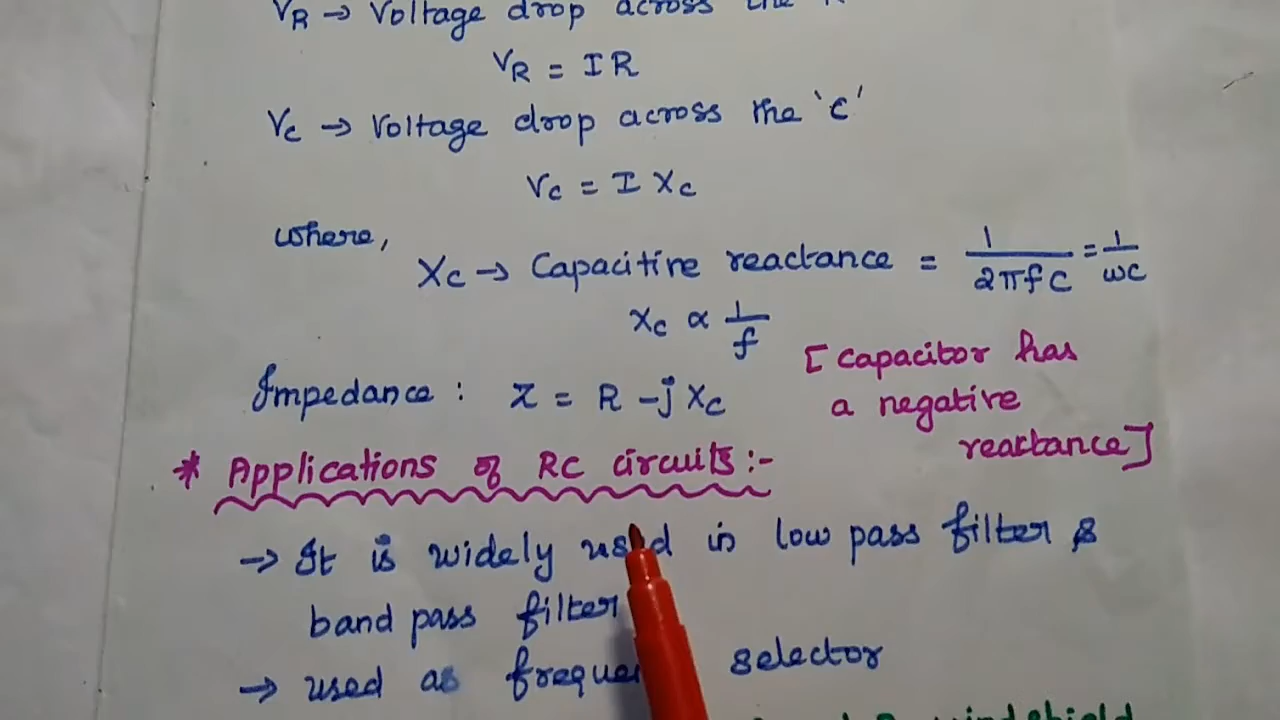 VR → Voltage drop across the
VR = IR
Vc → Voltage drop across the 'c'
Vc = I Xc
where,
Xc → Capacitive reactance = 1/2πfC = 1/ωC
Xc ∝ 1/f
Impedance : Z = R - jXc
[capacitor has
a negative
reactance]
* Applications of RC circuits:-
→ It is widely used in low pass filter &
band pass filter
→ used as selector
windshield